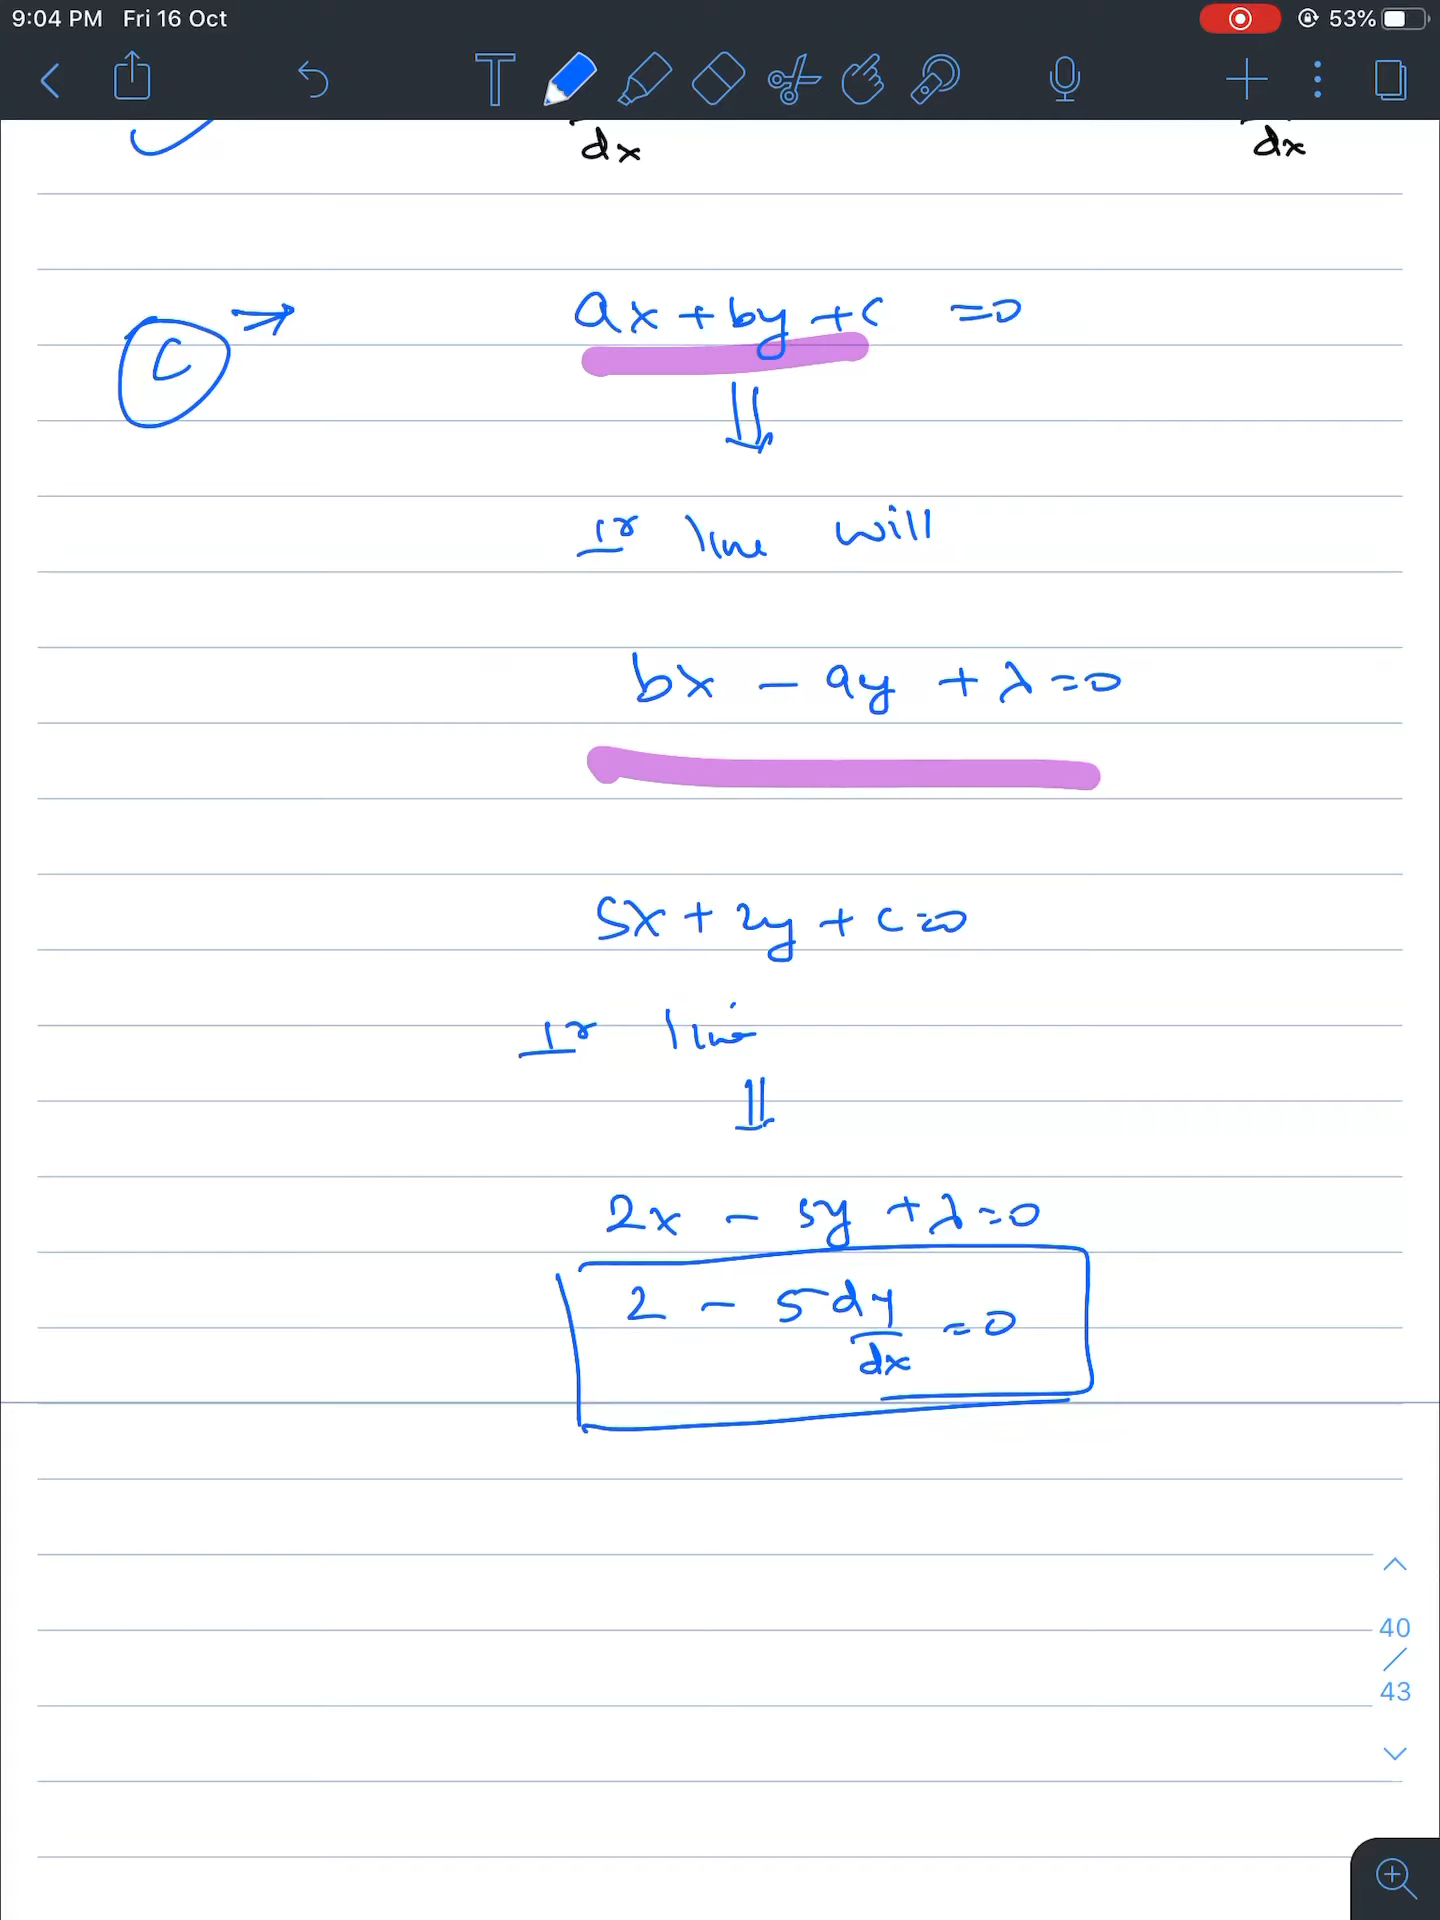 9:04 PM Fri 16 Oct 53%
T
dx dx
C → ax + by + c = 0
⇓
⊥r line will
bx - ay + λ = 0
5x + 2y + c = 0
⊥r line
⇓
2x - 5y + λ = 0
2 - 5 dy/dx = 0
40
/
43